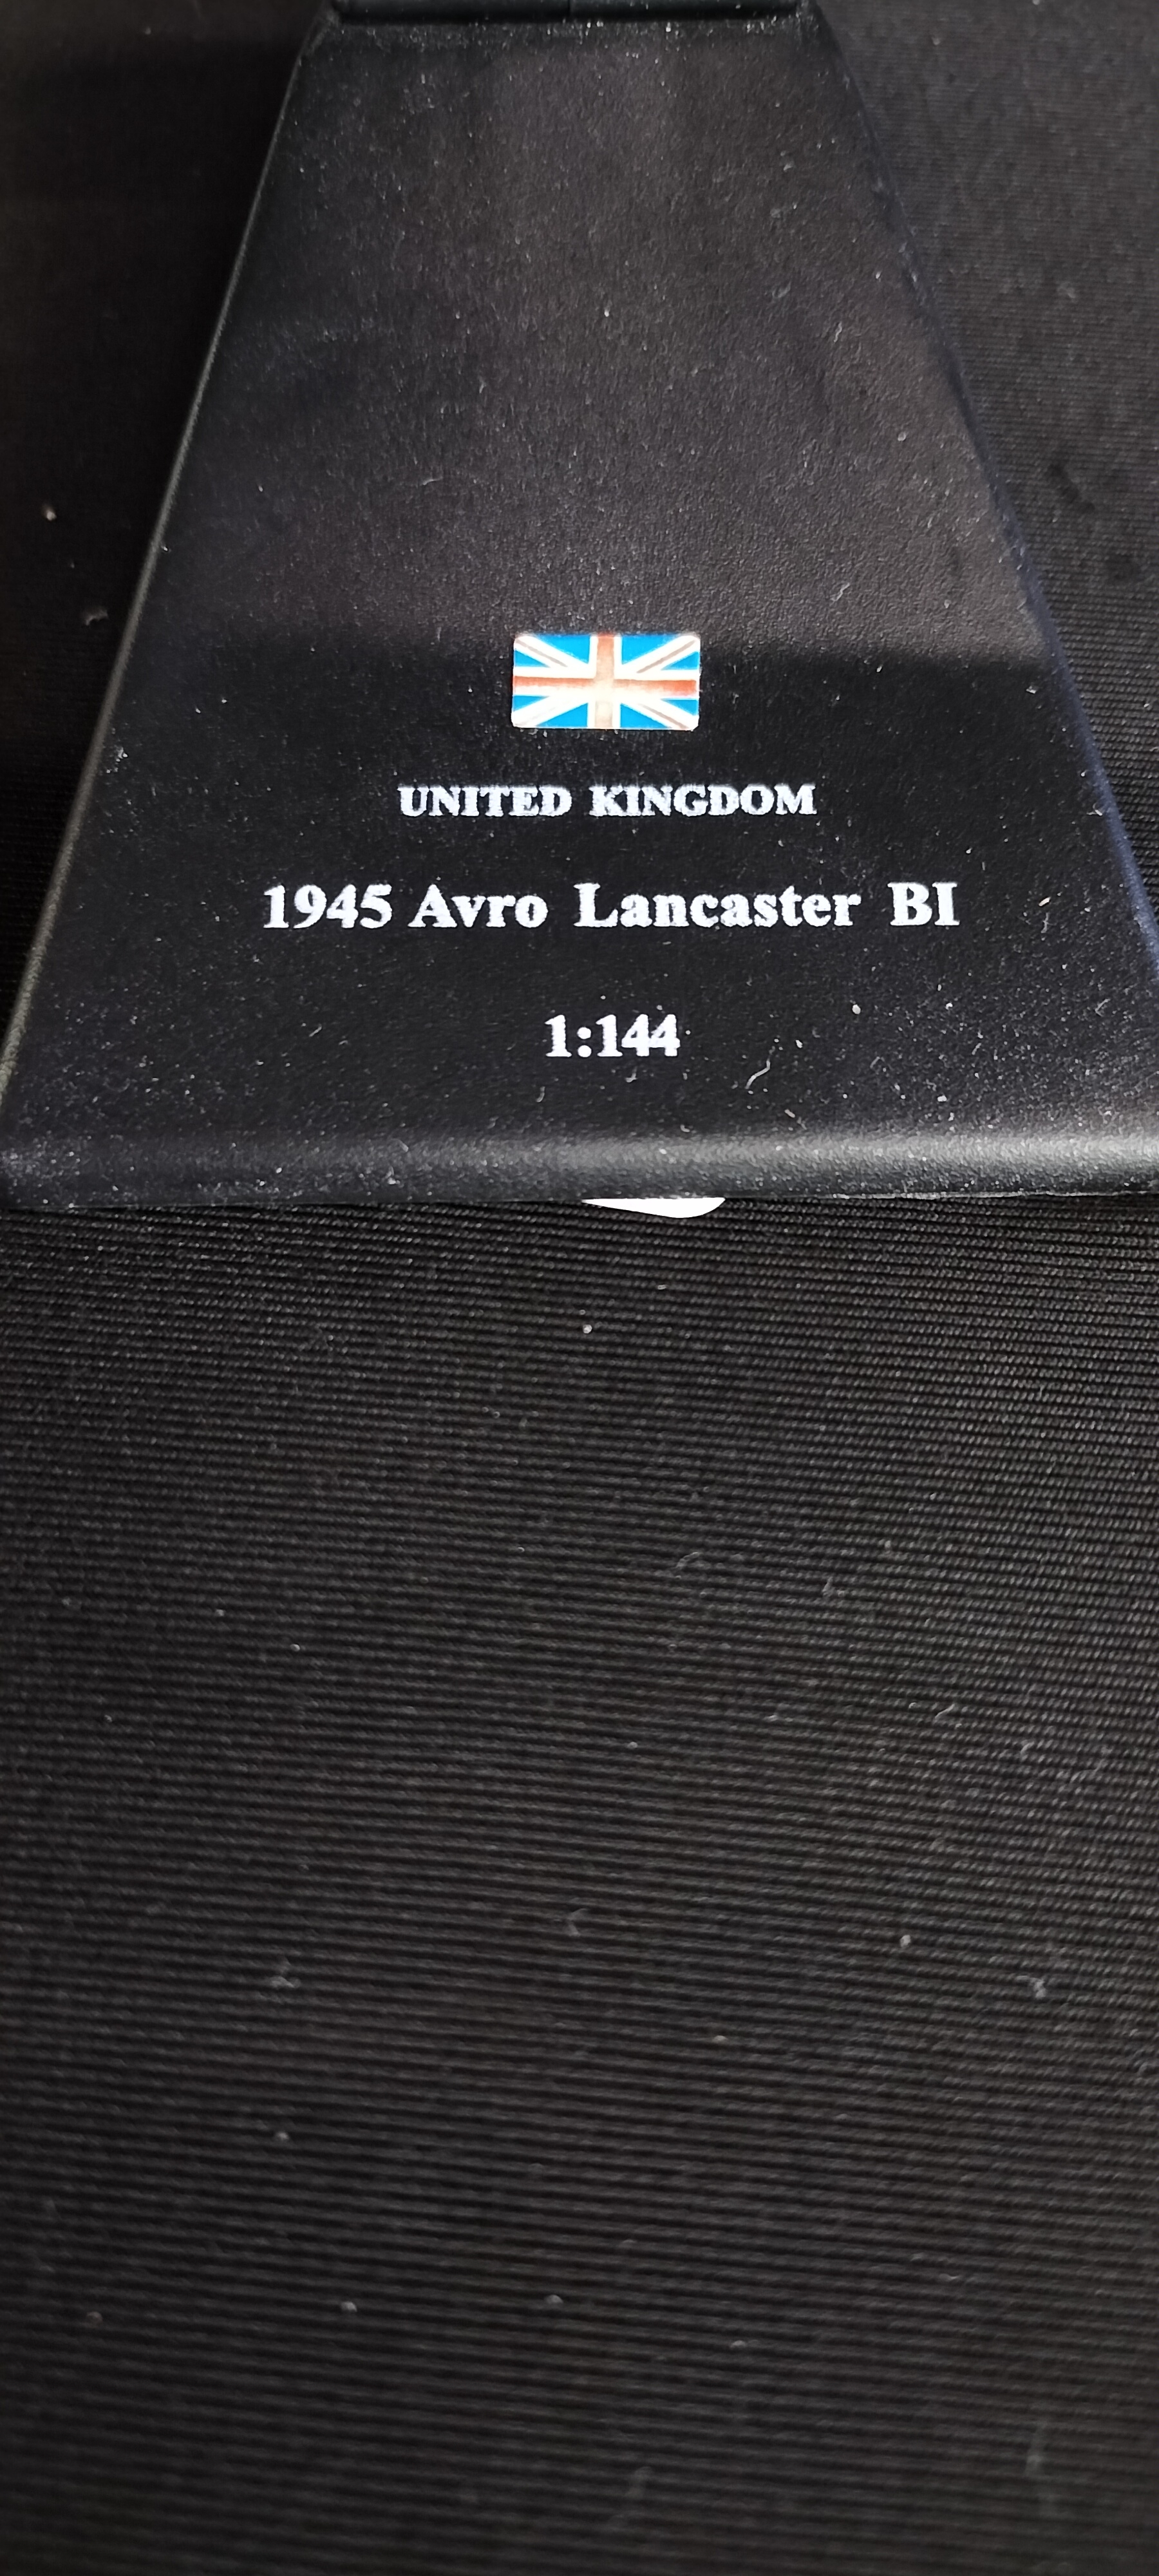 UNITED KINGDOM
1945 Avro Lancaster BI
1:144